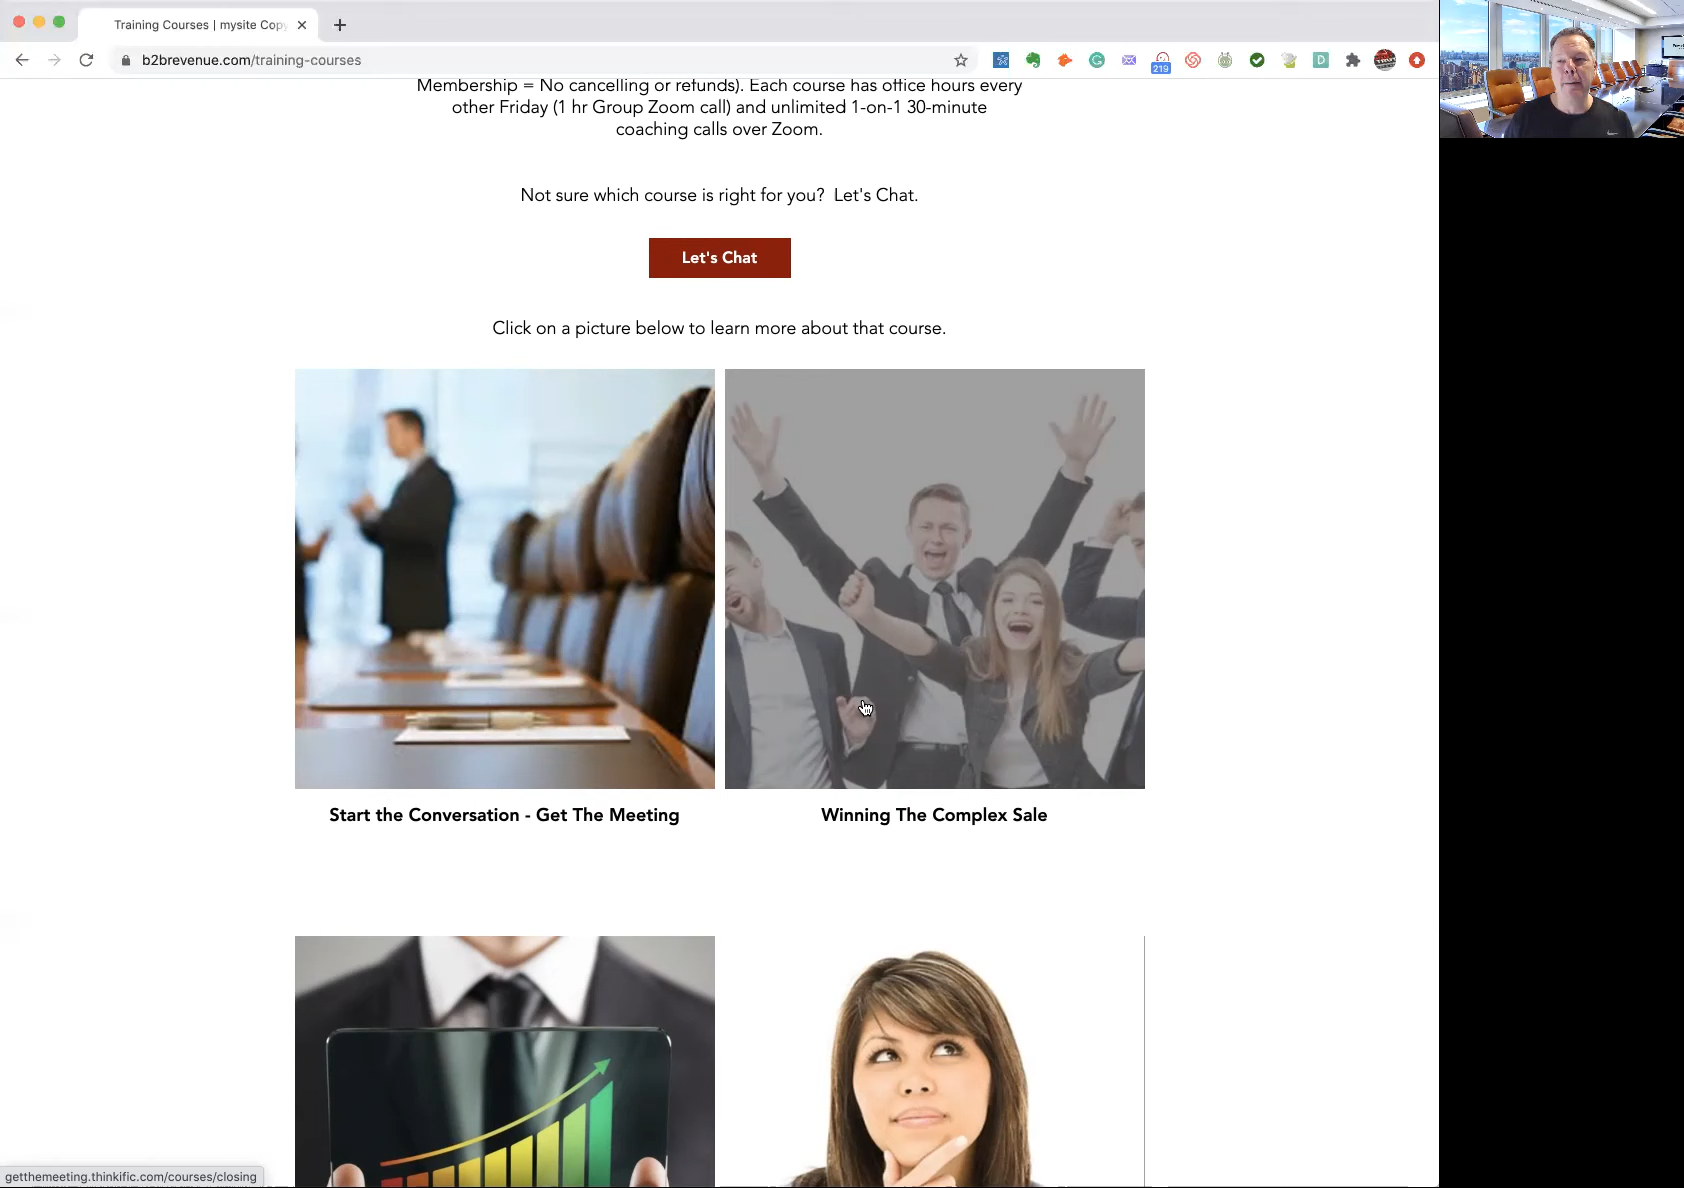 Training Courses | mysite Copy
b2brevenue.com/training-courses
219
D
Membership = No cancelling or refunds). Each course has office hours every
other Friday (1 hr Group Zoom call) and unlimited 1-on-1 30-minute
coaching calls over Zoom.
Not sure which course is right for you?  Let's Chat.
Let's Chat
Click on a picture below to learn more about that course.
Start the Conversation - Get The Meeting
Winning The Complex Sale
getthemeeting.thinkific.com/courses/closing